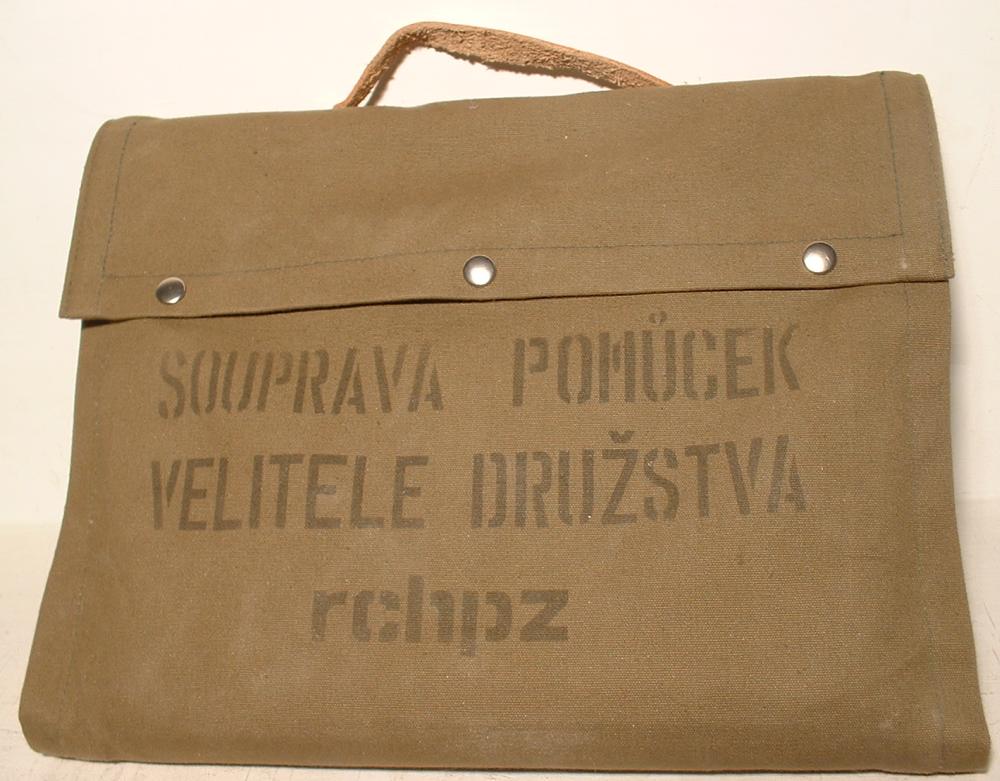 SOUPRAVA POMŮCEK
VELITELE DRUŽSTVA
rchpz